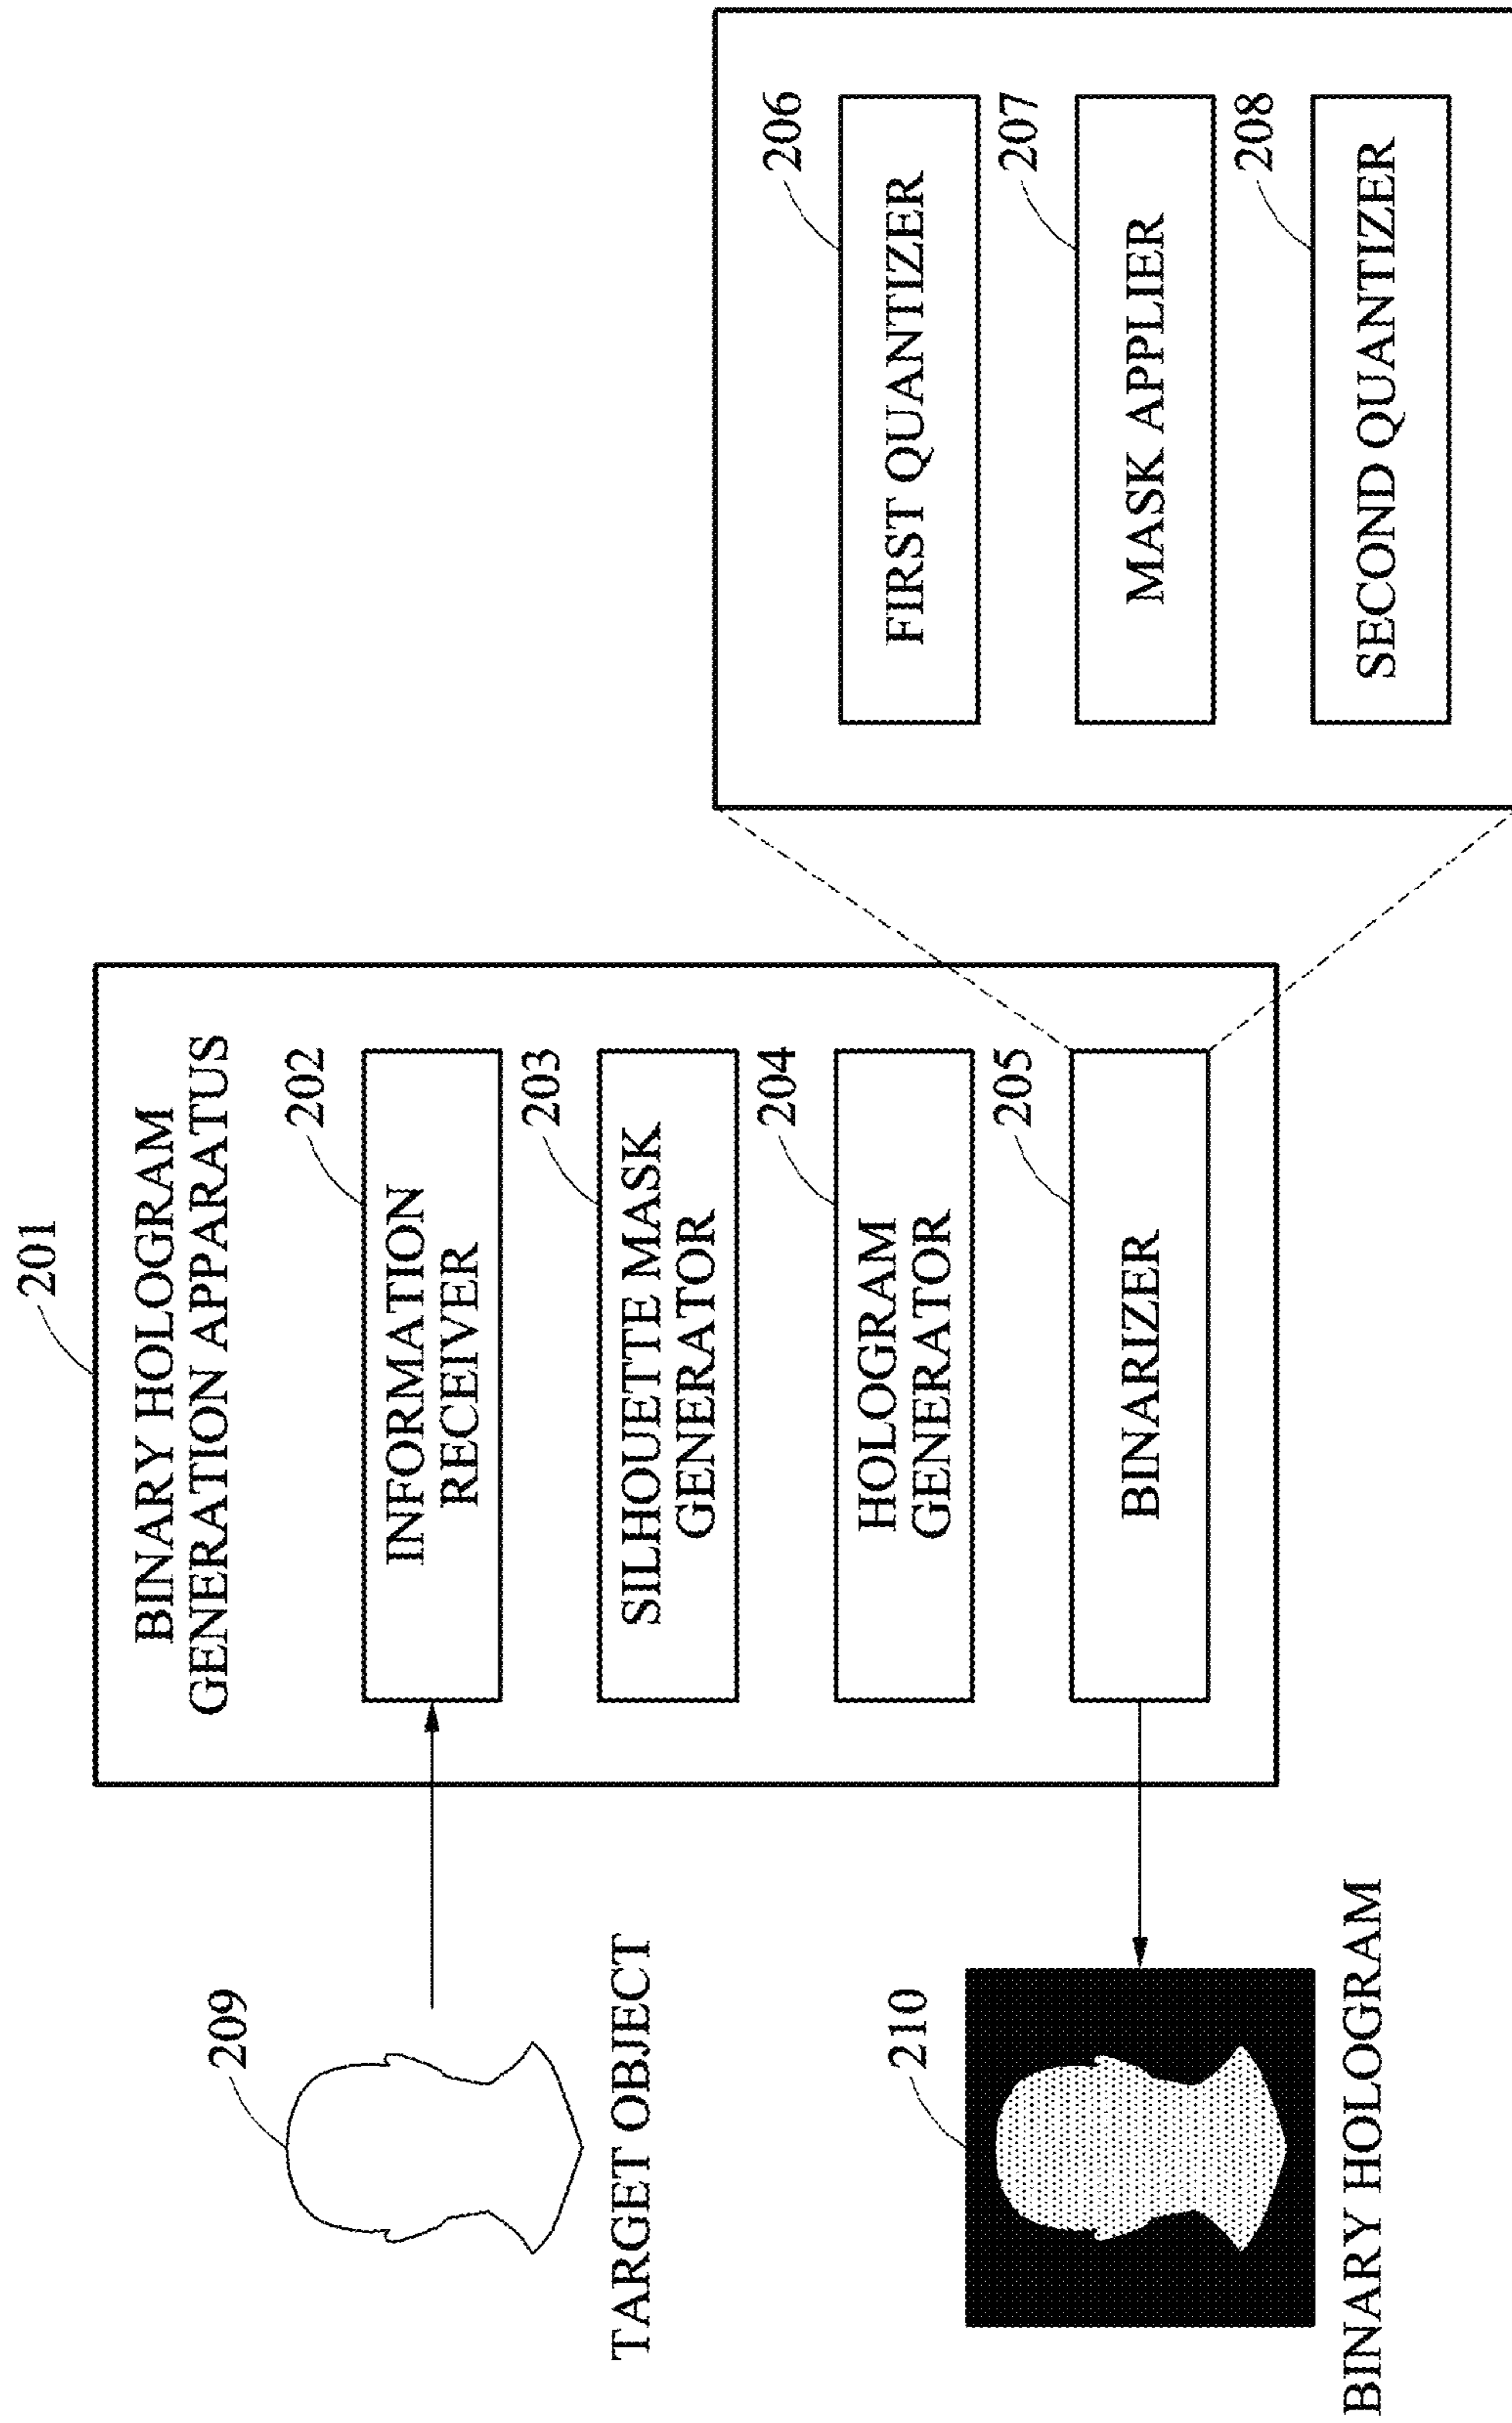 201
BINARY HOLOGRAM
GENERATION APPARATUS
209
TARGET OBJECT
202
INFORMATION
RECEIVER
203
SILHOUETTE MASK
GENERATOR
204
HOLOGRAM
GENERATOR
205
BINARIZER
210
BINARY HOLOGRAM
206
FIRST QUANTIZER
207
MASK APPLIER
208
SECOND QUANTIZER